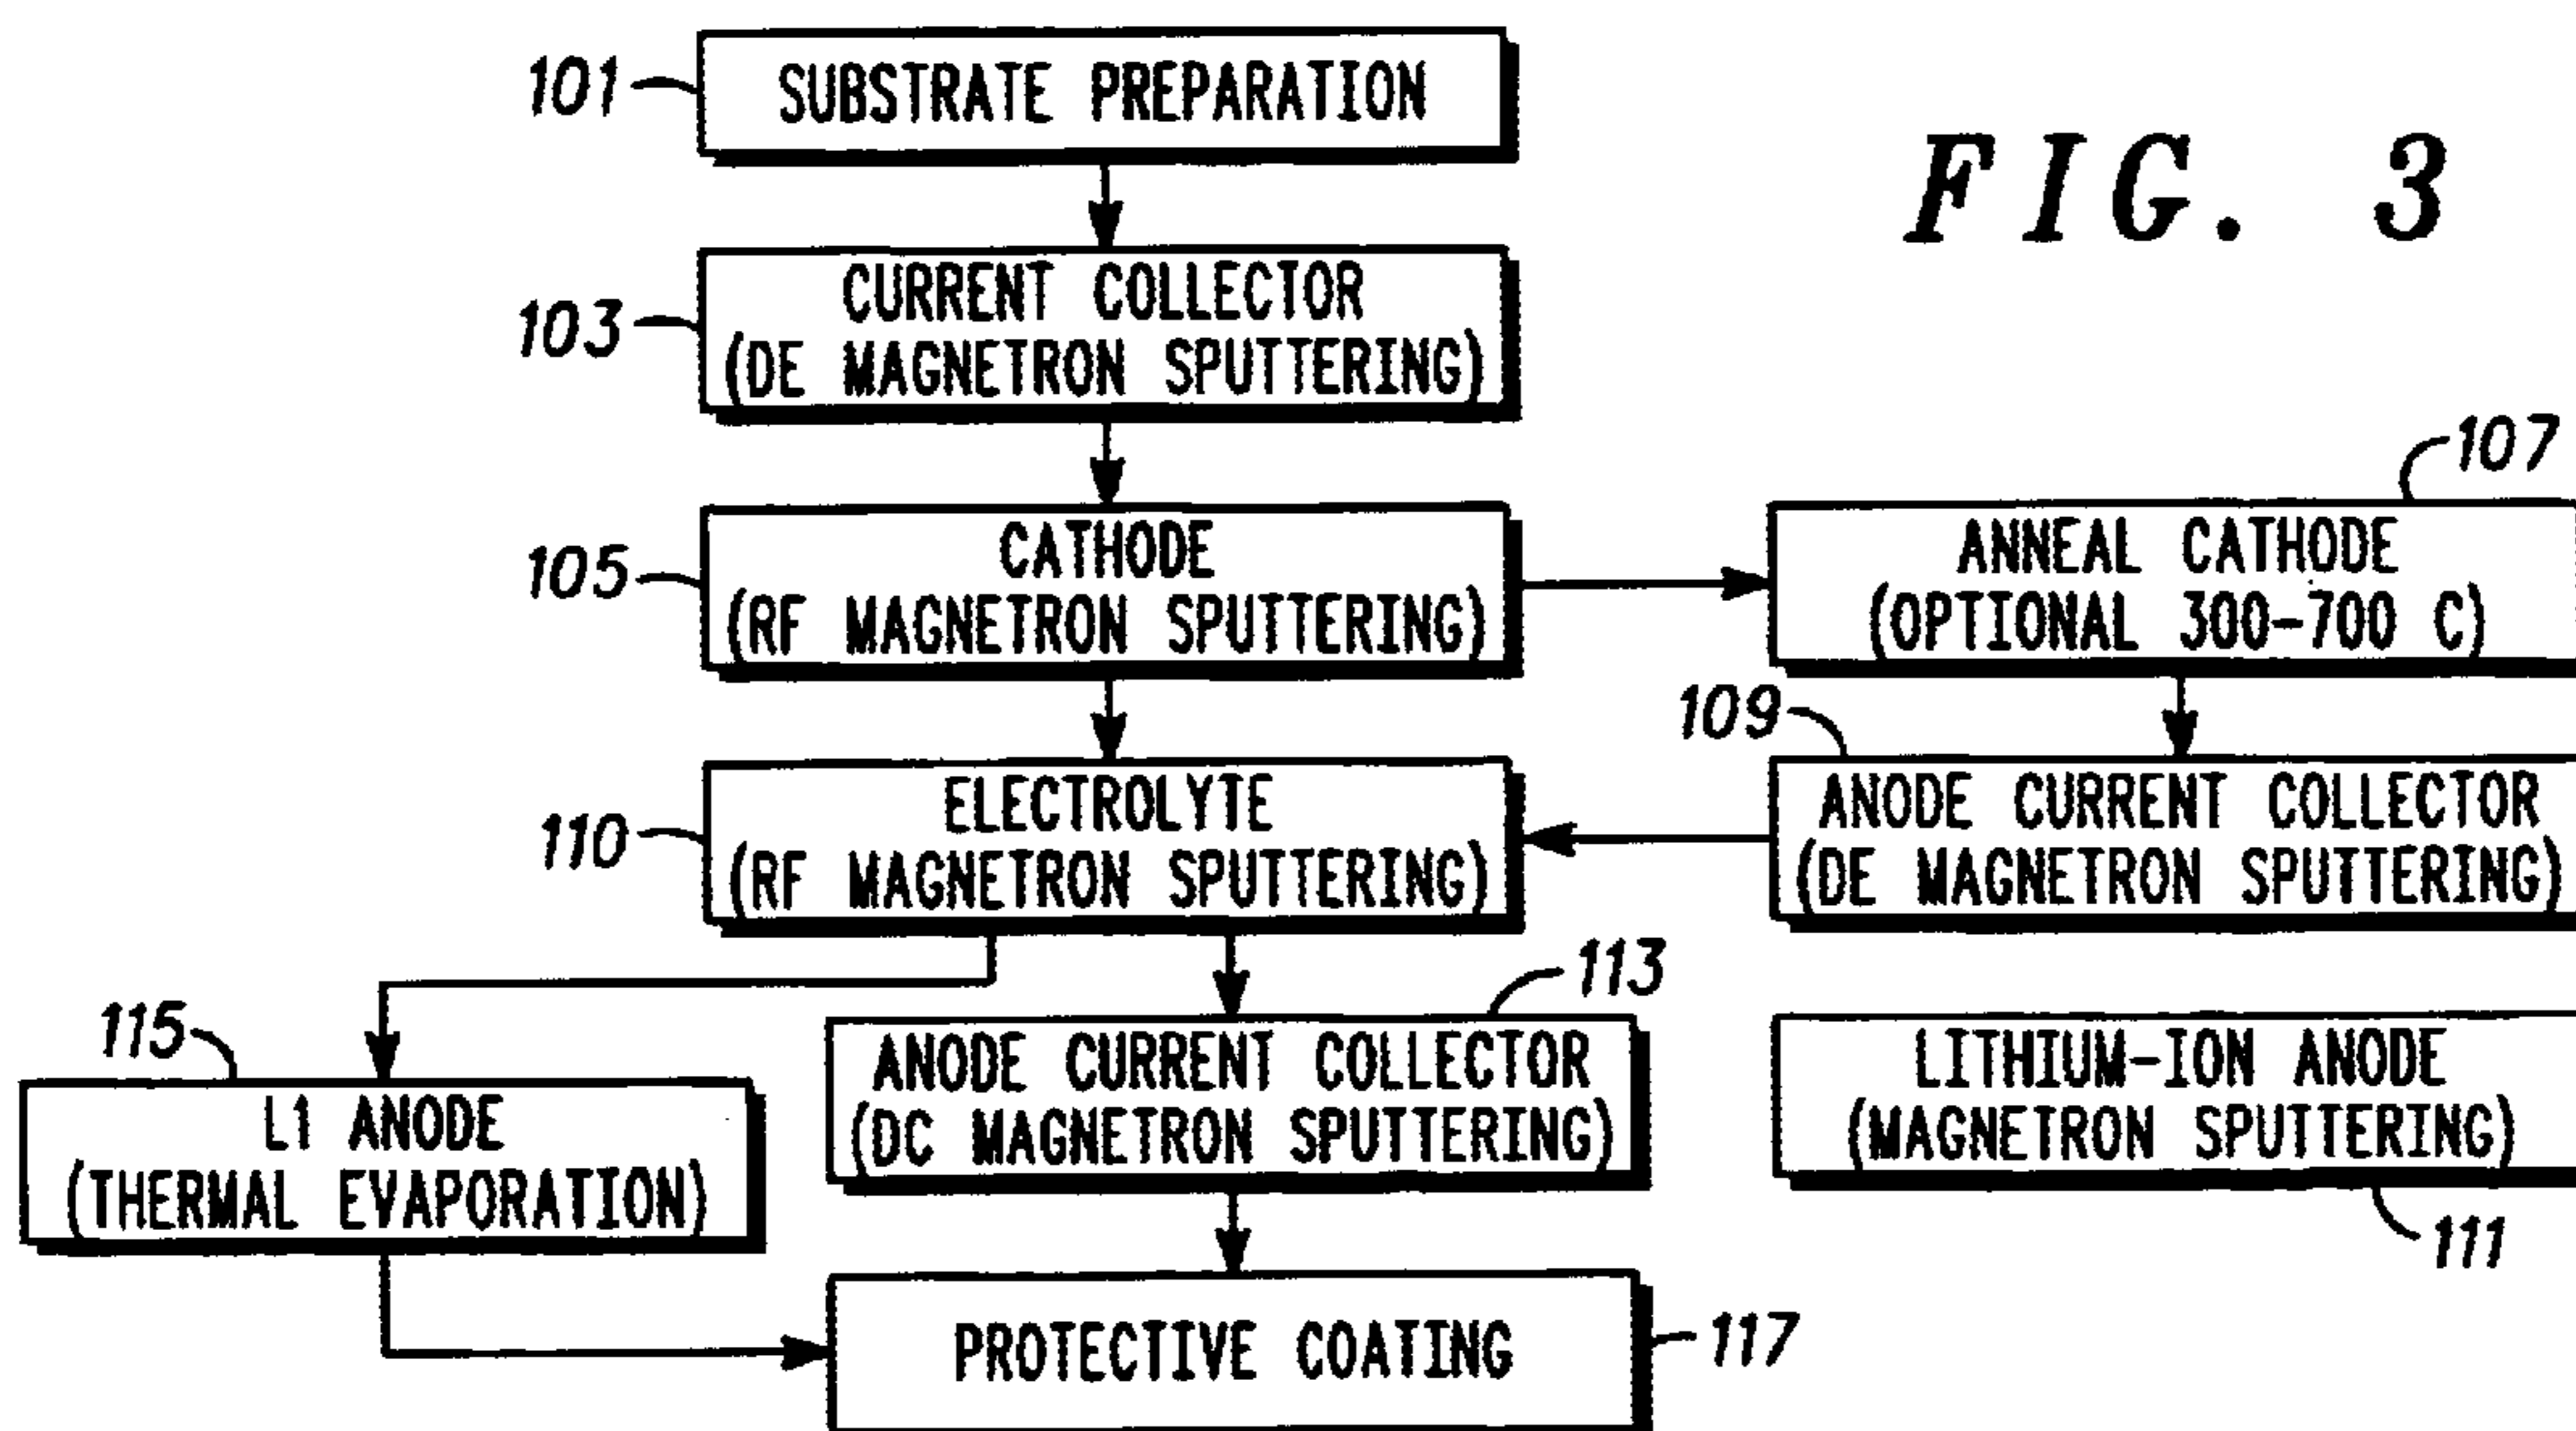 FIG. 3
101
SUBSTRATE PREPARATION
103
CURRENT COLLECTOR
(DE MAGNETRON SPUTTERING)
105
CATHODE
(RF MAGNETRON SPUTTERING)
107
ANNEAL CATHODE
(OPTIONAL 300-700 C)
109
ANODE CURRENT COLLECTOR
(DE MAGNETRON SPUTTERING)
110
ELECTROLYTE
(RF MAGNETRON SPUTTERING)
113
ANODE CURRENT COLLECTOR
(DC MAGNETRON SPUTTERING)
115
L1 ANODE
(THERMAL EVAPORATION)
LITHIUM-ION ANODE
(MAGNETRON SPUTTERING)
111
PROTECTIVE COATING
117